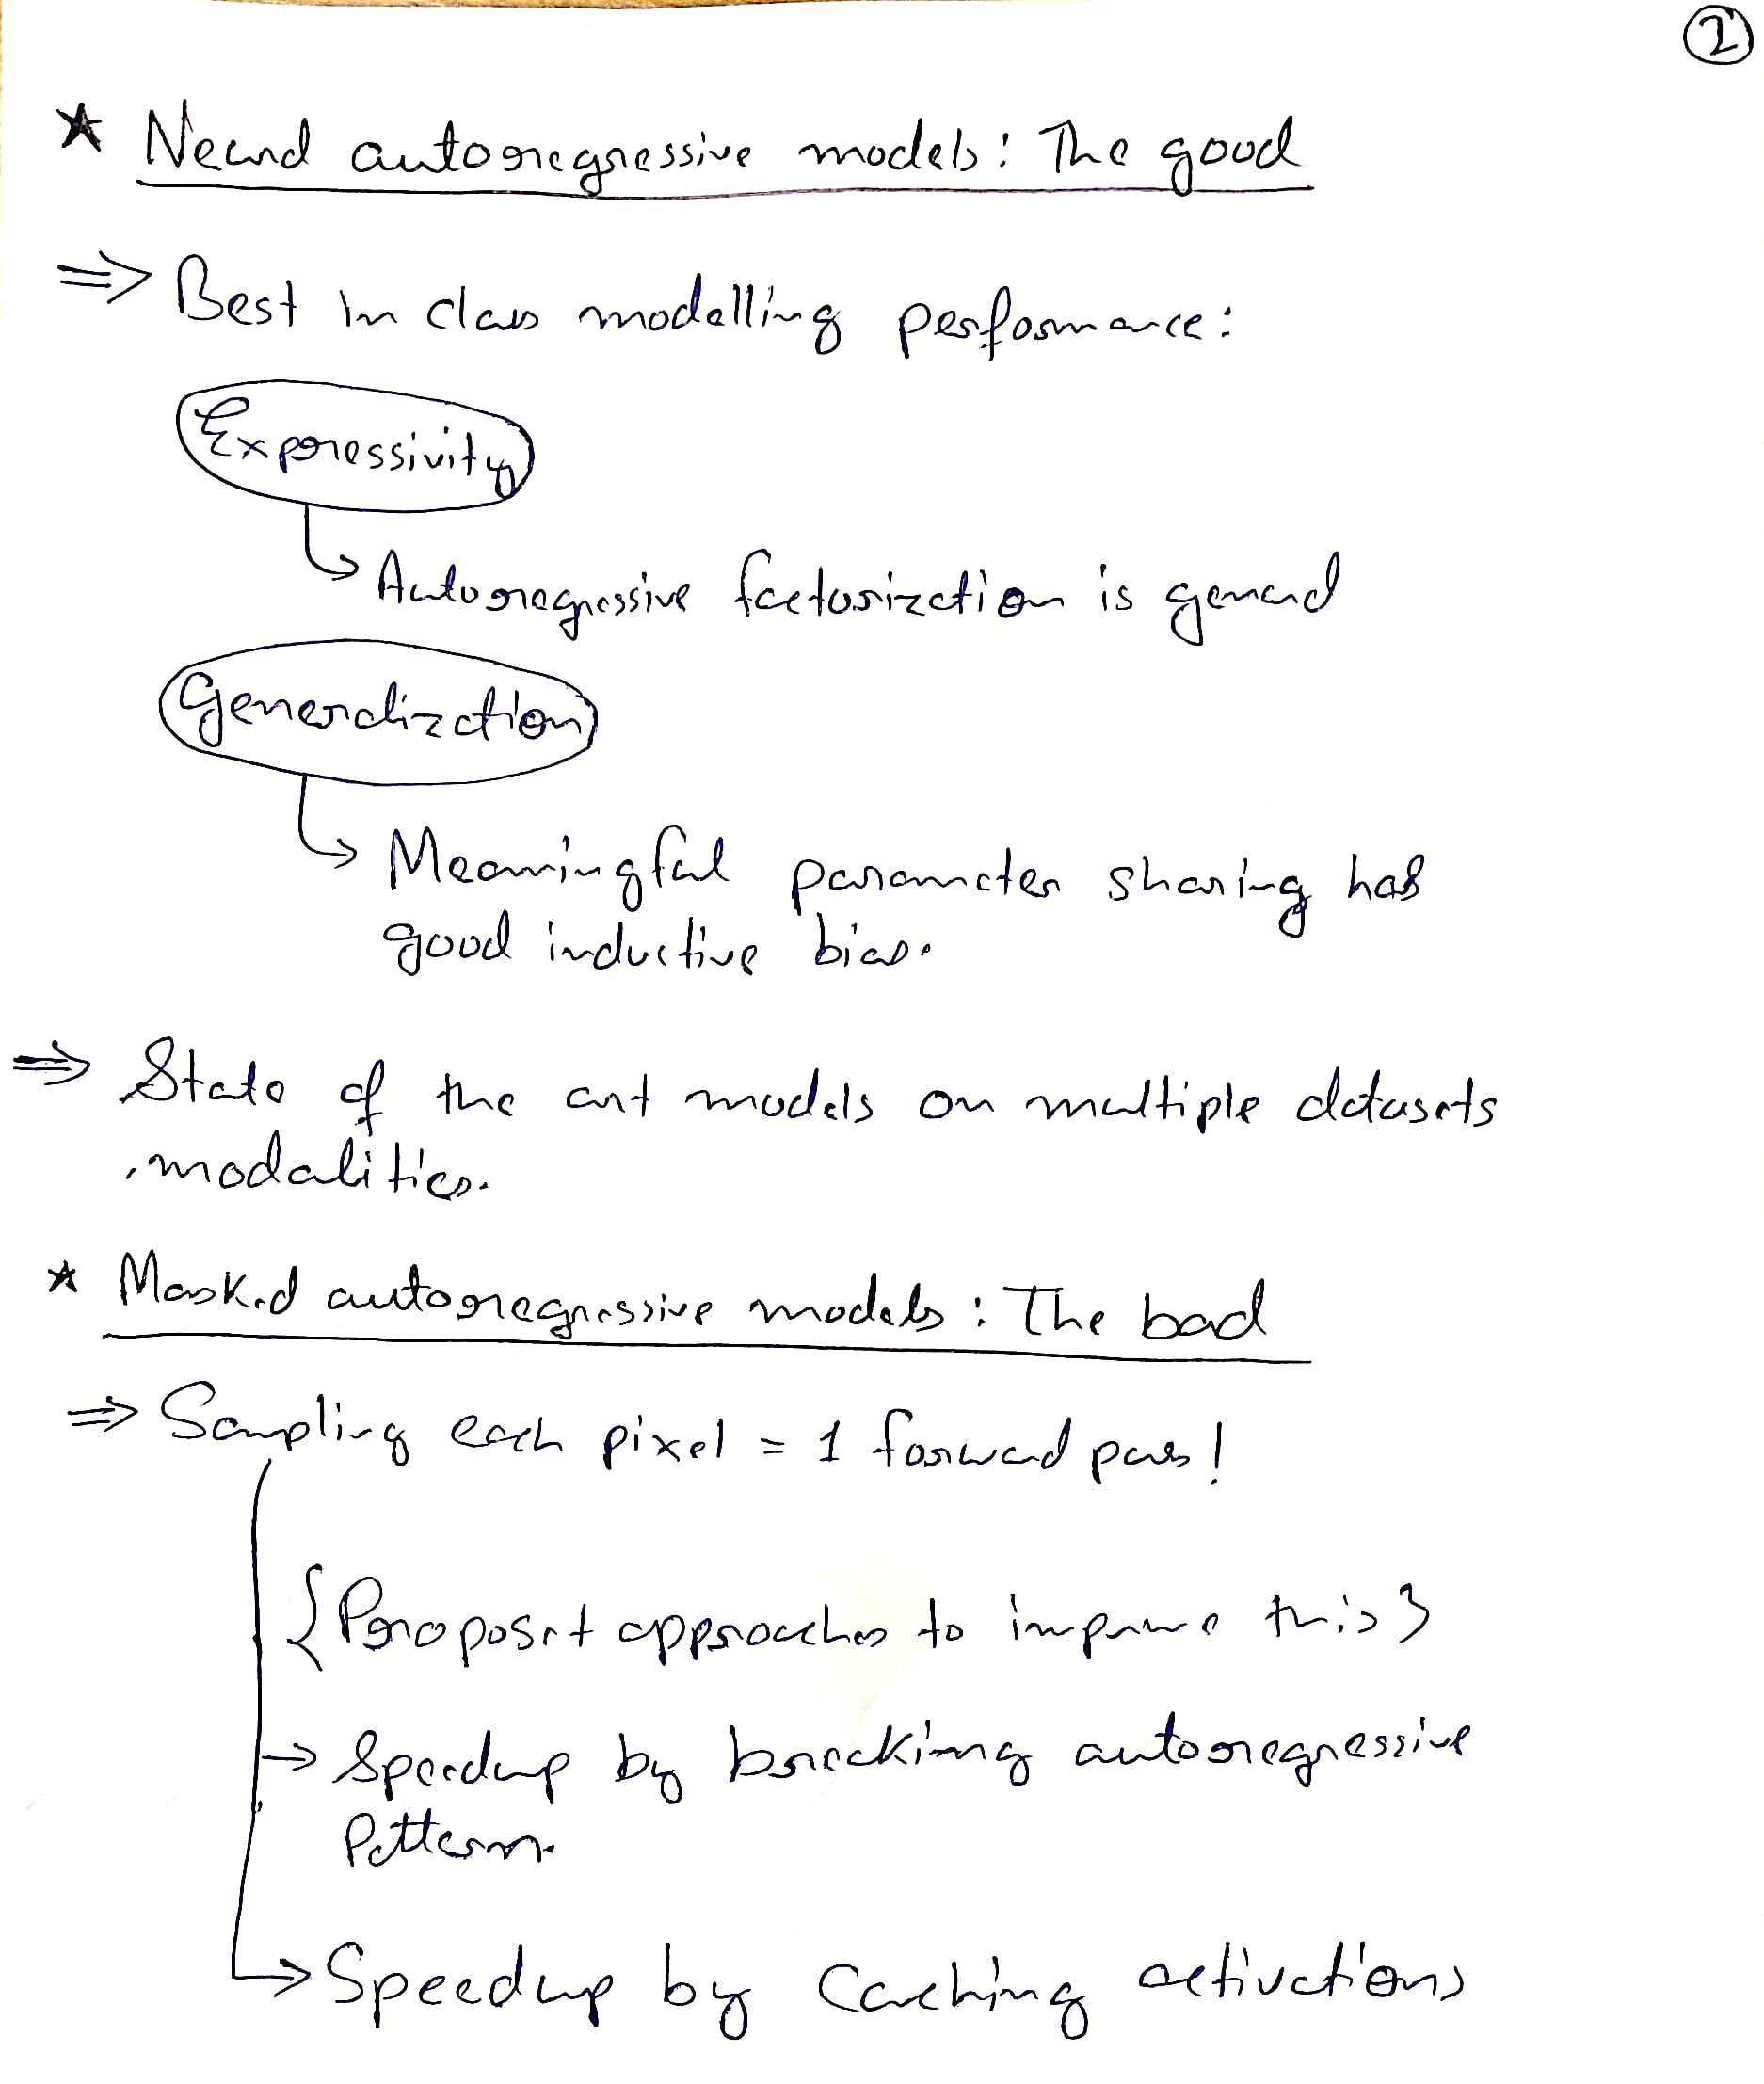 ②
★ Neural autoregressive models: The good
⇒ Best in class modelling performance:
Expressivity
↳ Autoregressive factorization is general
Generalization
↳ Meaningful parameter sharing has
good inductive bias.
⇒ State of the art models on multiple datasets
, modalities.
★ Masked autoregressive models: The bad
⇒ Sampling each pixel = 1 forward pass!
{Proposet approaches to improve this}
→ Speedup by breaking autoregressive
Pattern.
↳ Speedup by Caching activations